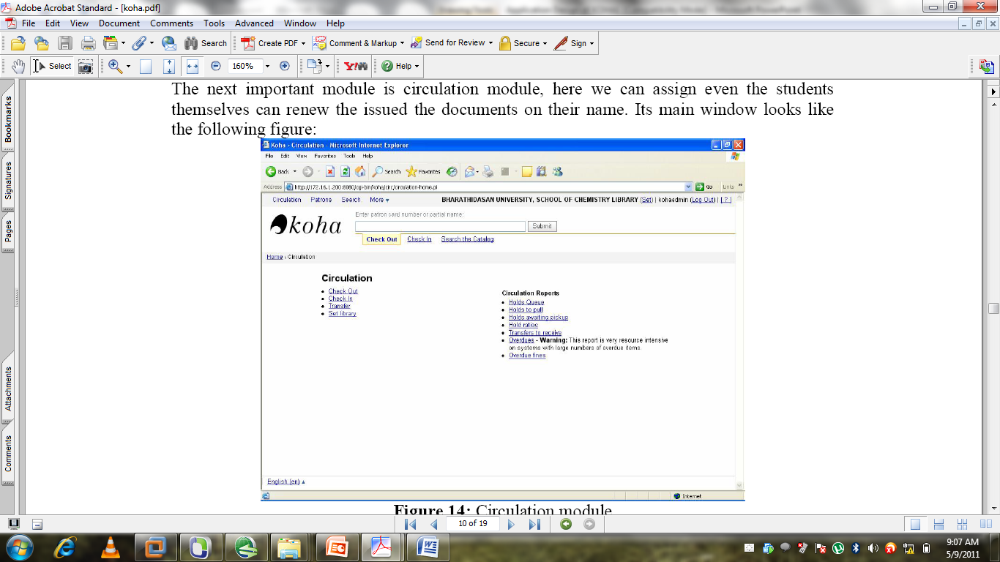 Adobe Acrobat Standard - [koha.pdf]
File Edit View Document Comments Tools Advanced Window Help
Search Create PDF Comment & Markup Send for Review Secure Sign
Select 160% Y! Help
Bookmarks
Signatures
Pages
Attachments
Comments
The next important module is circulation module, here we can assign even the students
themselves can renew the issued the documents on their name. Its main window looks like
the following figure:
Koha › Circulation - Microsoft Internet Explorer
File Edit View Favorites Tools Help
Back Search Favorites
Address http://172.16.1.200:8080/cgi-bin/koha/circ/circulation-home.pl Go Links »
Circulation Patrons Search More BHARATHIDASAN UNIVERSITY, SCHOOL OF CHEMISTRY LIBRARY (Set) | kohaadmin (Log Out) | [ ? ]
koha
Enter patron card number or partial name:
Submit
Check Out Check In Search the Catalog
Home › Circulation
Circulation
• Check Out
• Check In
• Transfer
• Set library
Circulation Reports
• Holds Queue
• Holds to pull
• Holds awaiting pickup
• Hold ratios
• Transfers to receive
• Overdues - Warning: This report is very resource intensive
on systems with large numbers of overdue items.
• Overdue fines
English (en)
Internet
Figure 14: Circulation module
10 of 19
9:07 AM
5/9/2011